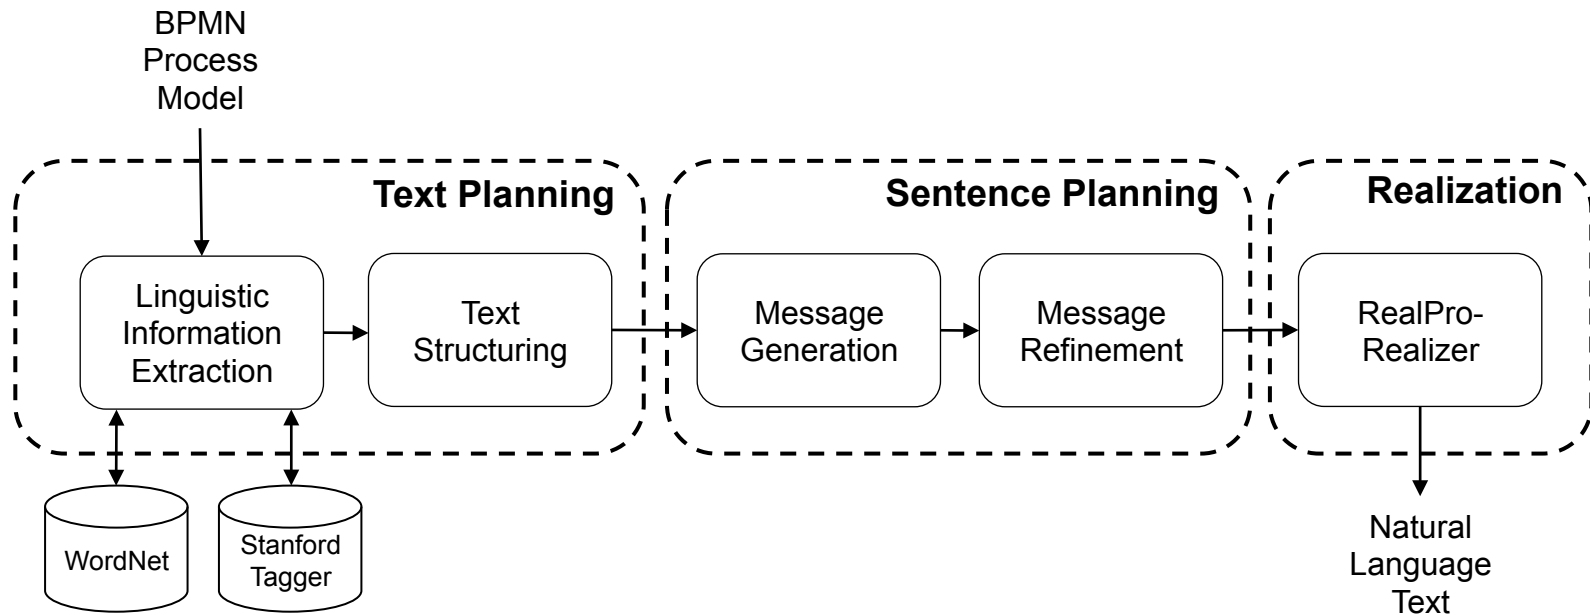 BPMN
Process
Model
Text Planning
Sentence Planning
Realization
Linguistic
Information
Extraction
Text
Structuring
Message
Generation
Message
Refinement
RealPro-
Realizer
WordNet
Stanford
Tagger
Natural
Language
Text